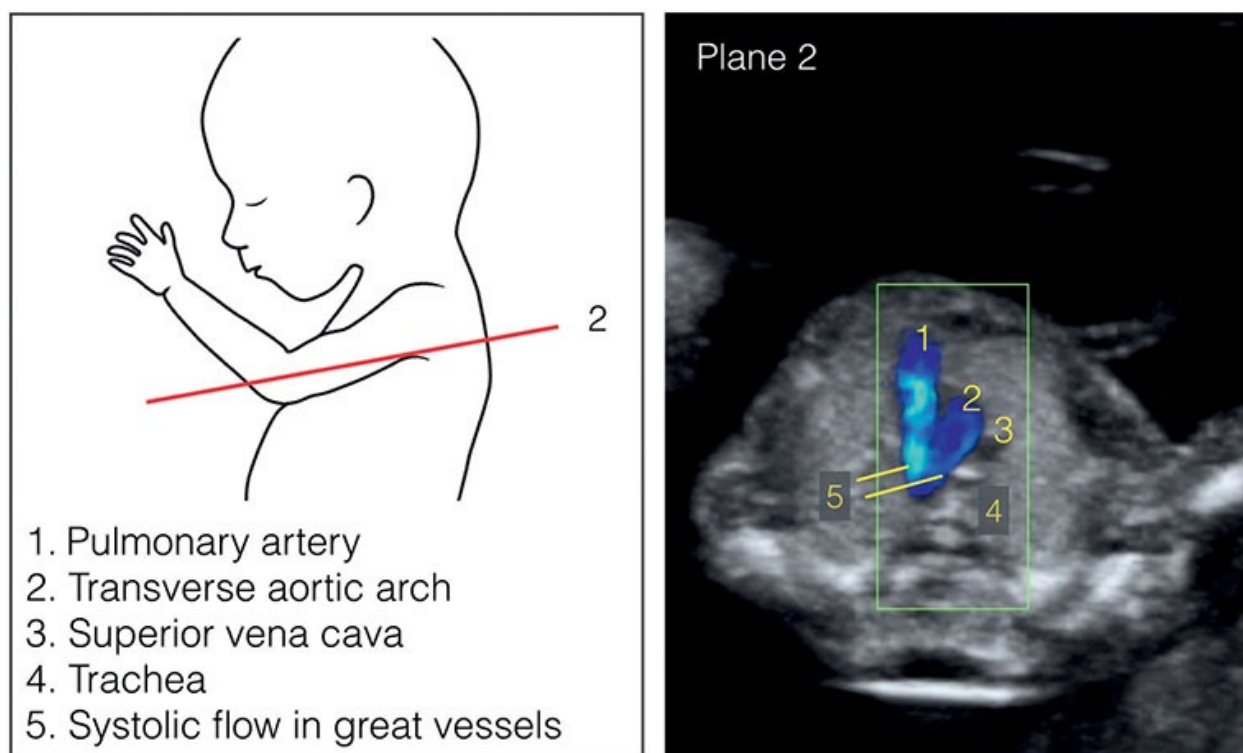 2
1. Pulmonary artery
2. Transverse aortic arch
3. Superior vena cava
4. Trachea
5. Systolic flow in great vessels
Plane 2
1
2
3
5
4